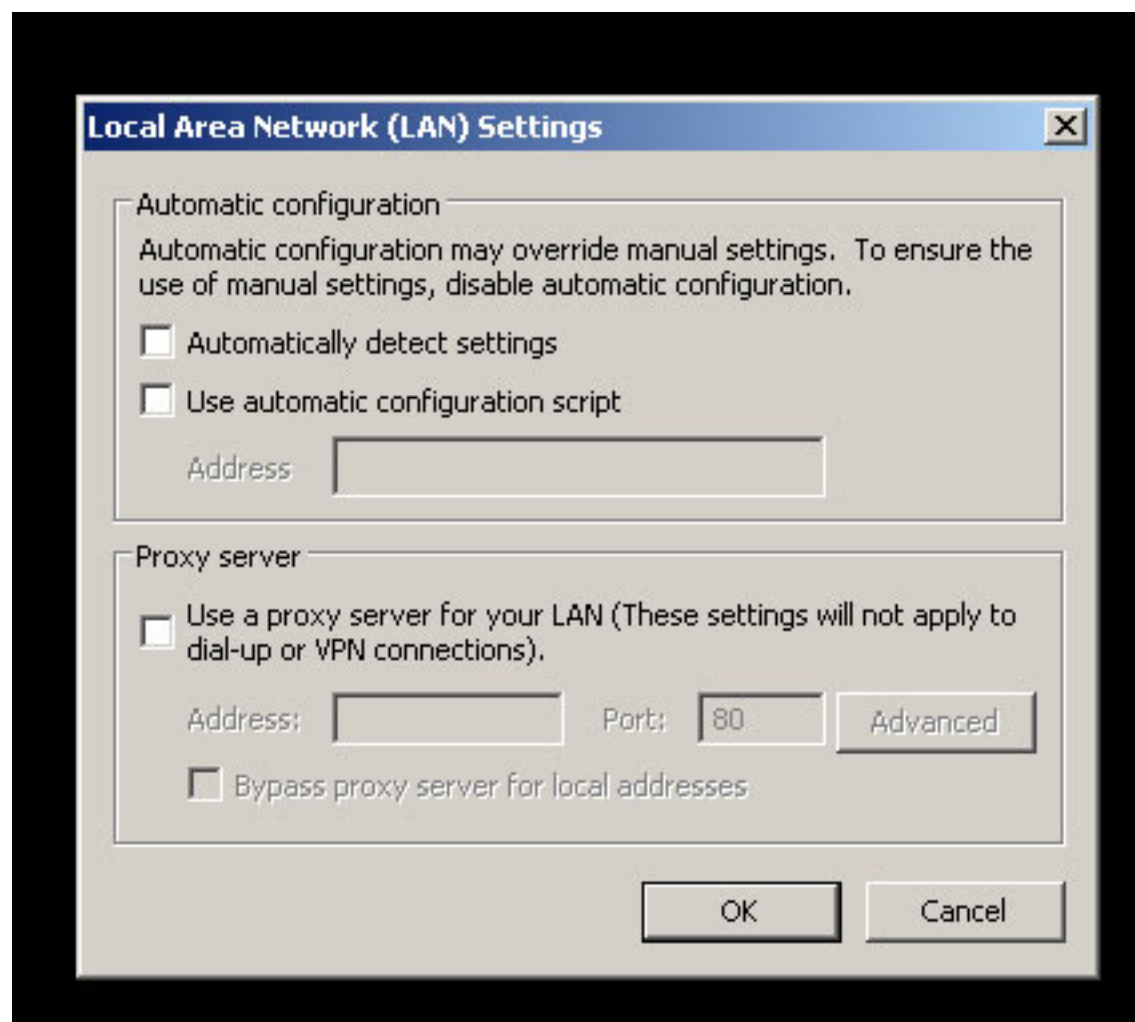 Local Area Network (LAN) Settings
Automatic configuration
Automatic configuration may override manual settings.  To ensure the
use of manual settings, disable automatic configuration.
Automatically detect settings
Use automatic configuration script
Address
Proxy server
Use a proxy server for your LAN (These settings will not apply to
dial-up or VPN connections).
Address: Port: 80 Advanced
Bypass proxy server for local addresses
OK Cancel